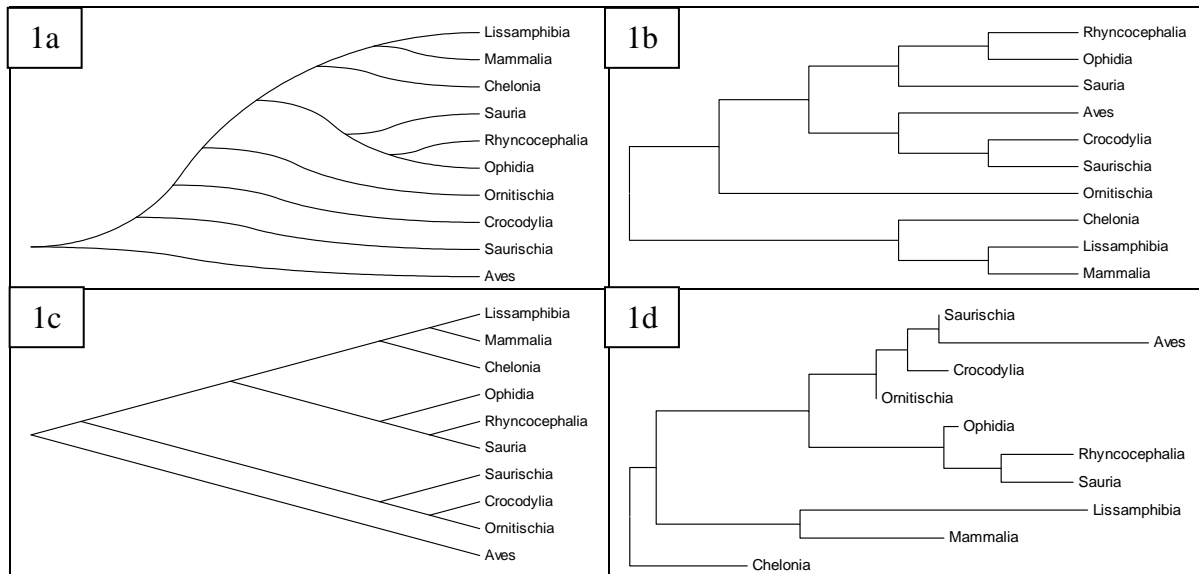 1a
Lissamphibia
Mammalia
Chelonia
Sauria
Rhyncocephalia
Ophidia
Ornitischia
Crocodylia
Saurischia
Aves
1b
Rhyncocephalia
Ophidia
Sauria
Aves
Crocodylia
Saurischia
Ornitischia
Chelonia
Lissamphibia
Mammalia
1c
Lissamphibia
Mammalia
Chelonia
Ophidia
Rhyncocephalia
Sauria
Saurischia
Crocodylia
Ornitischia
Aves
1d
Saurischia
Aves
Crocodylia
Ornitischia
Ophidia
Rhyncocephalia
Sauria
Lissamphibia
Mammalia
Chelonia